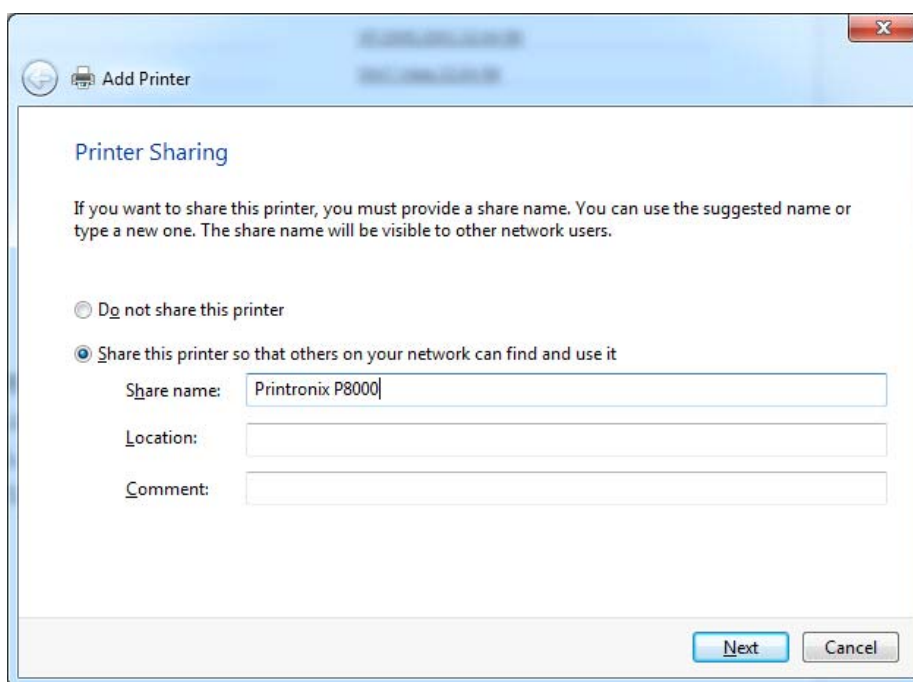 Add Printer
Printer Sharing
If you want to share this printer, you must provide a share name. You can use the suggested name or
type a new one. The share name will be visible to other network users.
Do not share this printer
Share this printer so that others on your network can find and use it
Share name: Printronix P8000
Location:
Comment:
Next Cancel